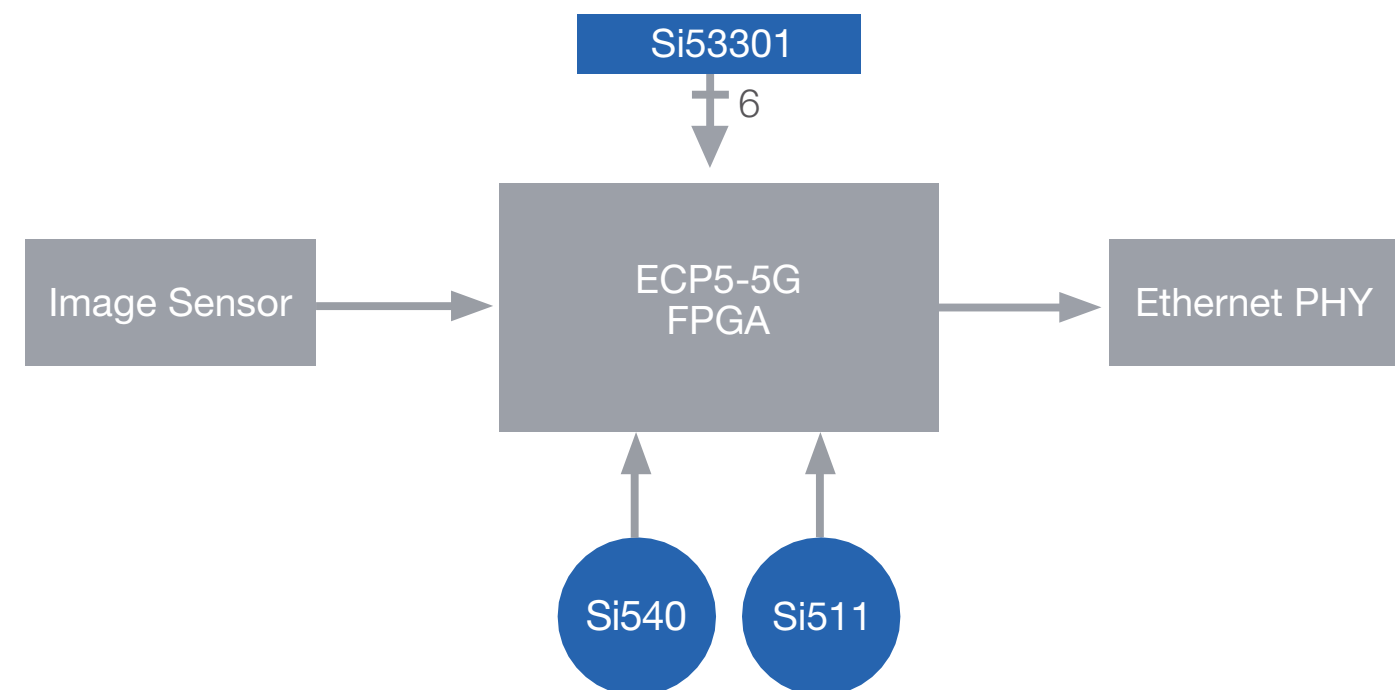 Si53301
6
Image Sensor
ECP5-5G
FPGA
Ethernet PHY
Si540
Si511